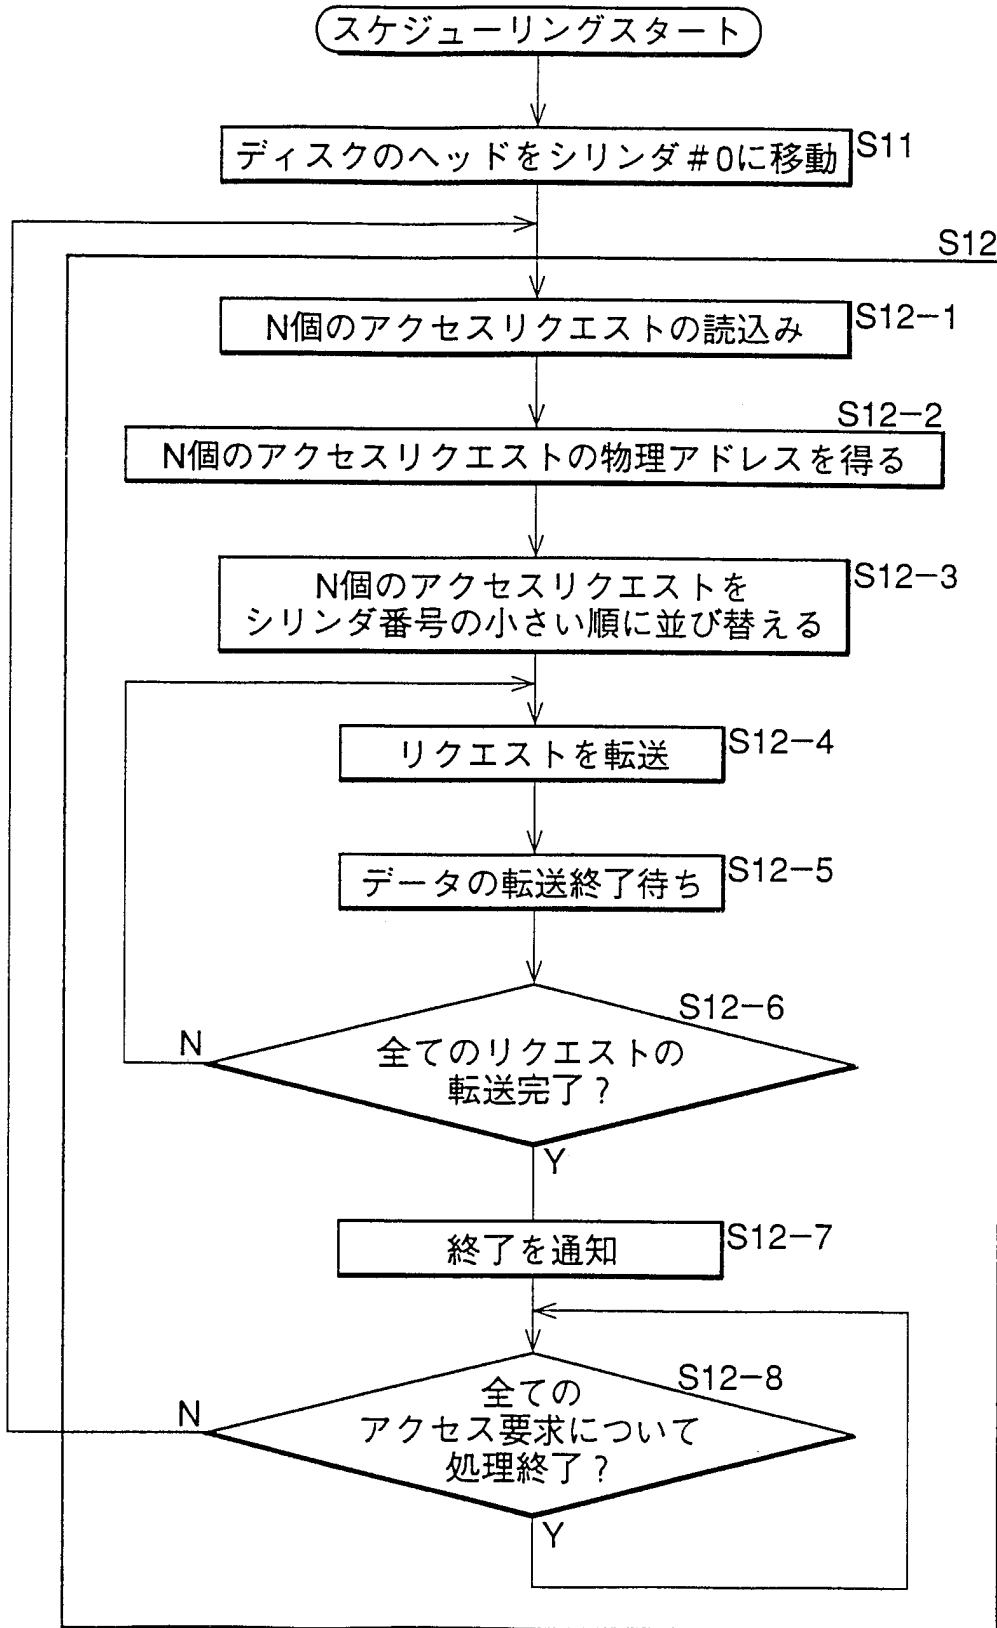 スケジューリングスタート
ディスクのヘッドをシリンダ#0に移動
S11
S12
N個のアクセスリクエストの読込み
S12-1
S12-2
N個のアクセスリクエストの物理アドレスを得る
N個のアクセスリクエストを
シリンダ番号の小さい順に並び替える
S12-3
リクエストを転送
S12-4
データの転送終了待ち
S12-5
S12-6
N
全てのリクエストの
転送完了?
Y
終了を通知
S12-7
S12-8
N
全ての
アクセス要求について
処理終了?
Y